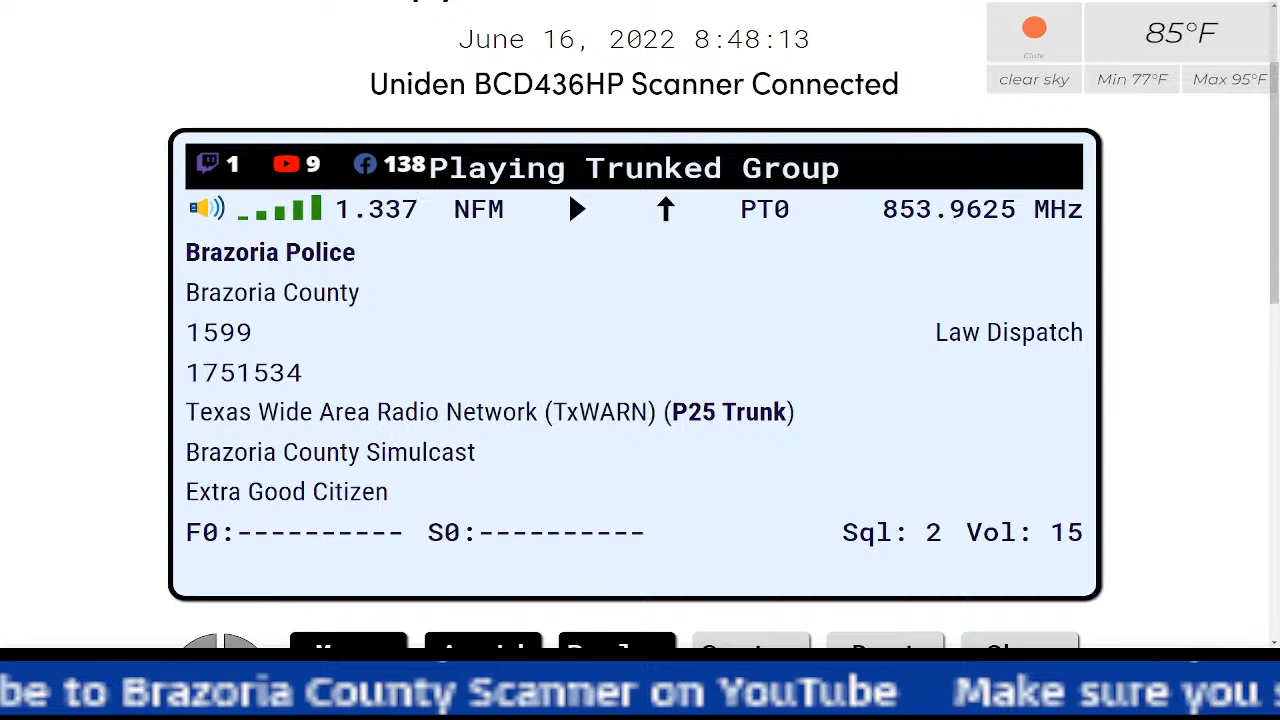 June 16, 2022 8:48:13
Uniden BCD436HP Scanner Connected
85°F
Clute
clear sky
Min 77°F
Max 95°F
1
9
138
Playing Trunked Group
1.337 NFM PT0 853.9625 MHz
Brazoria Police
Brazoria County
1599 Law Dispatch
1751534
Texas Wide Area Radio Network (TxWARN) (P25 Trunk)
Brazoria County Simulcast
Extra Good Citizen
F0:---------- S0:---------- Sql: 2 Vol: 15
be to Brazoria County Scanner on YouTube Make sure you s